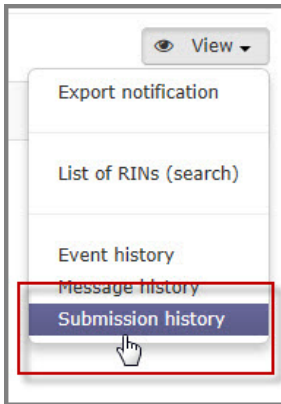 View
Export notification
List of RINs (search)
Event history
Message history
Submission history